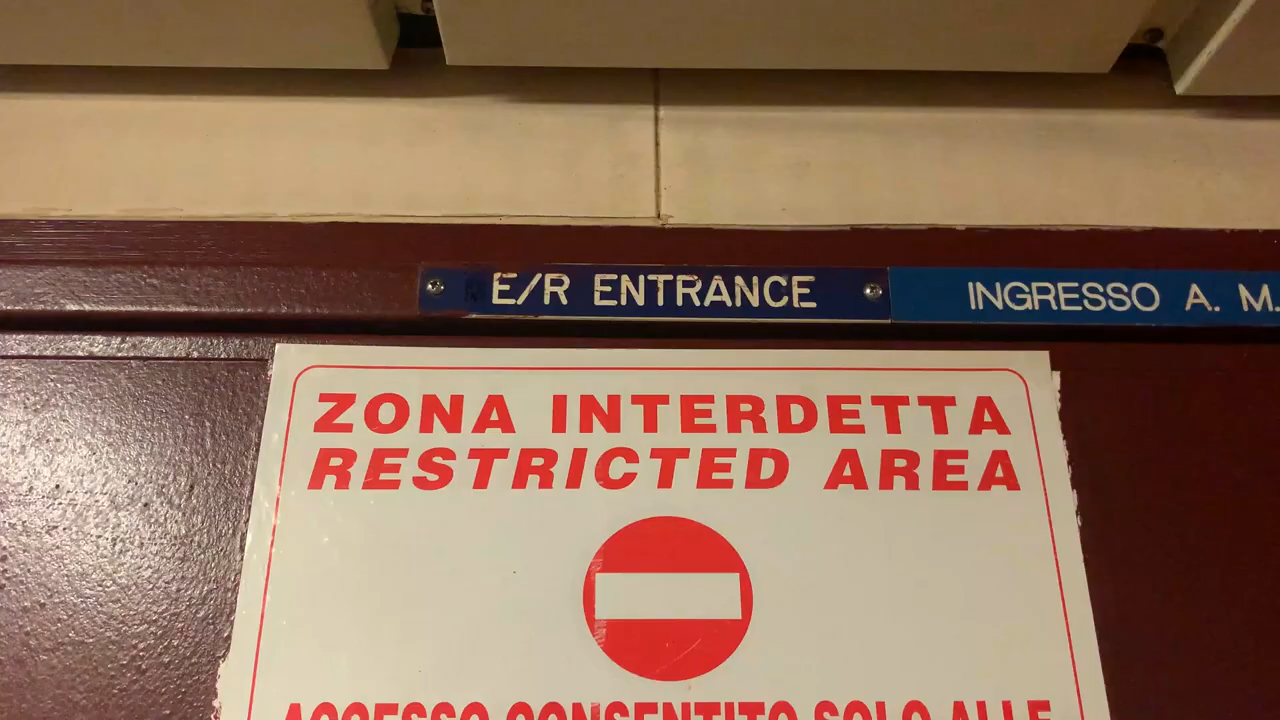 E/R ENTRANCE
INGRESSO A. M.
ZONA INTERDETTA
RESTRICTED AREA
ACCESSO CONSENTITO SOLO ALLE